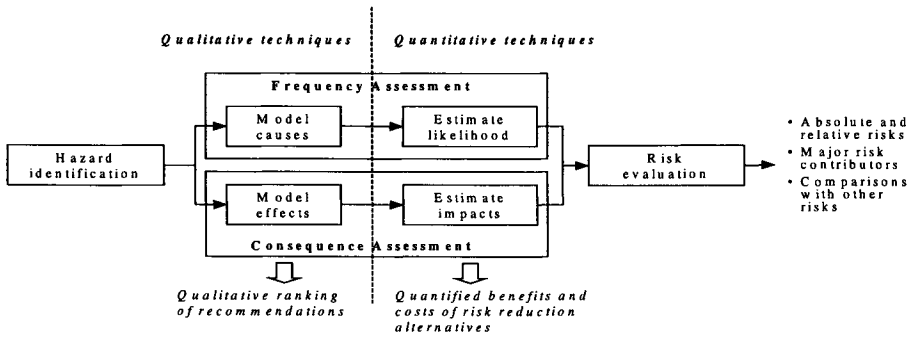 Qualitative techniques
Quantitative techniques
Frequency Assessment
Model
causes
Estimate
likelihood
Hazard
identification
Risk
evaluation
• Absolute and
relative risks
• Major risk
contributors
• Comparisons
with other
risks
Model
effects
Estimate
impacts
Consequence Assessment
Qualitative ranking
of recommendations
Quantified benefits and
costs of risk reduction
alternatives